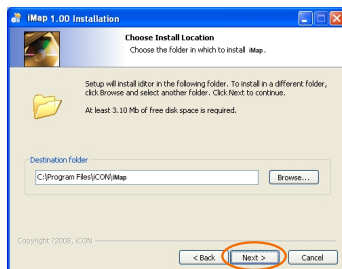 iMap 1.00 Installation
Choose Install Location
Choose the folder in which to install iMap.
Setup will install iditor in the following folder. To install in a different folder,
click Browse and select another folder. Click Next to continue.
At least 3.10 Mb of free disk space is required.
Destination folder
C:\Program Files\iCON\iMap
Browse...
Copyright ?2008, iCON
< Back
Next >
Cancel